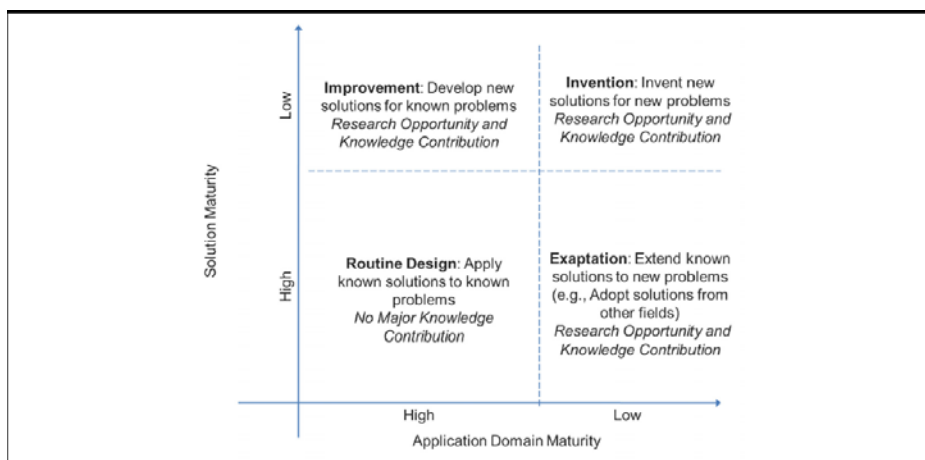 Improvement: Develop new
solutions for known problems
Research Opportunity and
Knowledge Contribution
Invention: Invent new
solutions for new problems
Research Opportunity and
Knowledge Contribution
Low
Solution Maturity
High
Routine Design: Apply
known solutions to known
problems
No Major Knowledge
Contribution
Exaptation: Extend known
solutions to new problems
(e.g., Adopt solutions from
other fields)
Research Opportunity and
Knowledge Contribution
High
Low
Application Domain Maturity